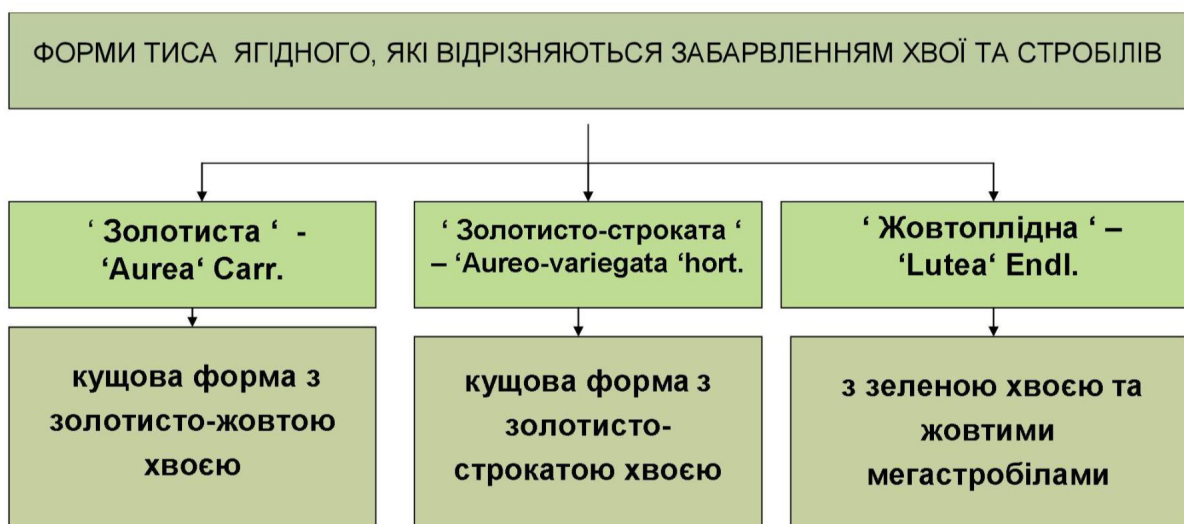 ФОРМИ ТИСА ЯГІДНОГО, ЯКІ ВІДРІЗНЯЮТЬСЯ ЗАБАРВЛЕННЯМ ХВОЇ ТА СТРОБІЛІВ
‘ Золотиста ‘ -
‘Aurea‘ Carr.
‘ Золотисто-строката ‘
– ‘Aureo-variegata ‘hort.
‘ Жовтоплідна ‘ –
‘Lutea‘ Endl.
кущова форма з
золотисто-жовтою
хвоєю
кущова форма з
золотисто-
строкатою хвоєю
з зеленою хвоєю та
жовтими
мегастробілами